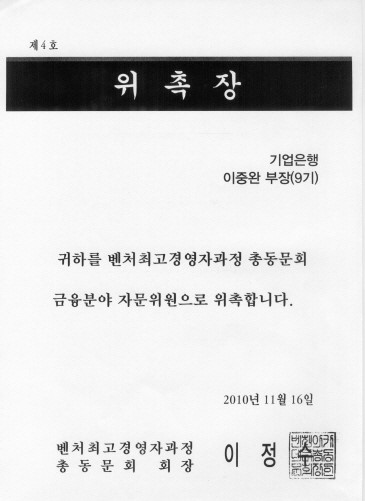 제4호
위 촉 장
기업은행
이중완 부장(9기)
귀하를 벤처최고경영자과정 총동문회
금융분야 자문위원으로 위촉합니다.
2010년 11월 16일
벤처최고경영자과정
총 동 문 회 회 장
이 정 수